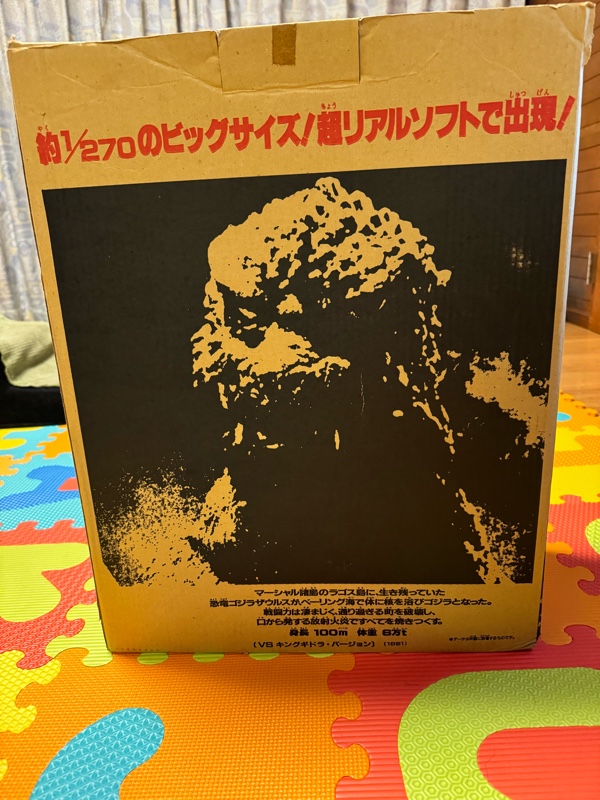 約1/270のビッグサイズ!超リアルソフトで出現!
マーシャル諸島のラゴス島に、生き残っていた
恐竜ゴジラザウルスが、ベーリング海で体に核を浴びゴジラとなった。
戦闘力は凄まじく、通り過ぎる町を破壊し、
口から発する放射火炎ですべてを焼きつくす。
身長 100m 体重 6万t
(VS キングギドラ・バージョン) (1991)